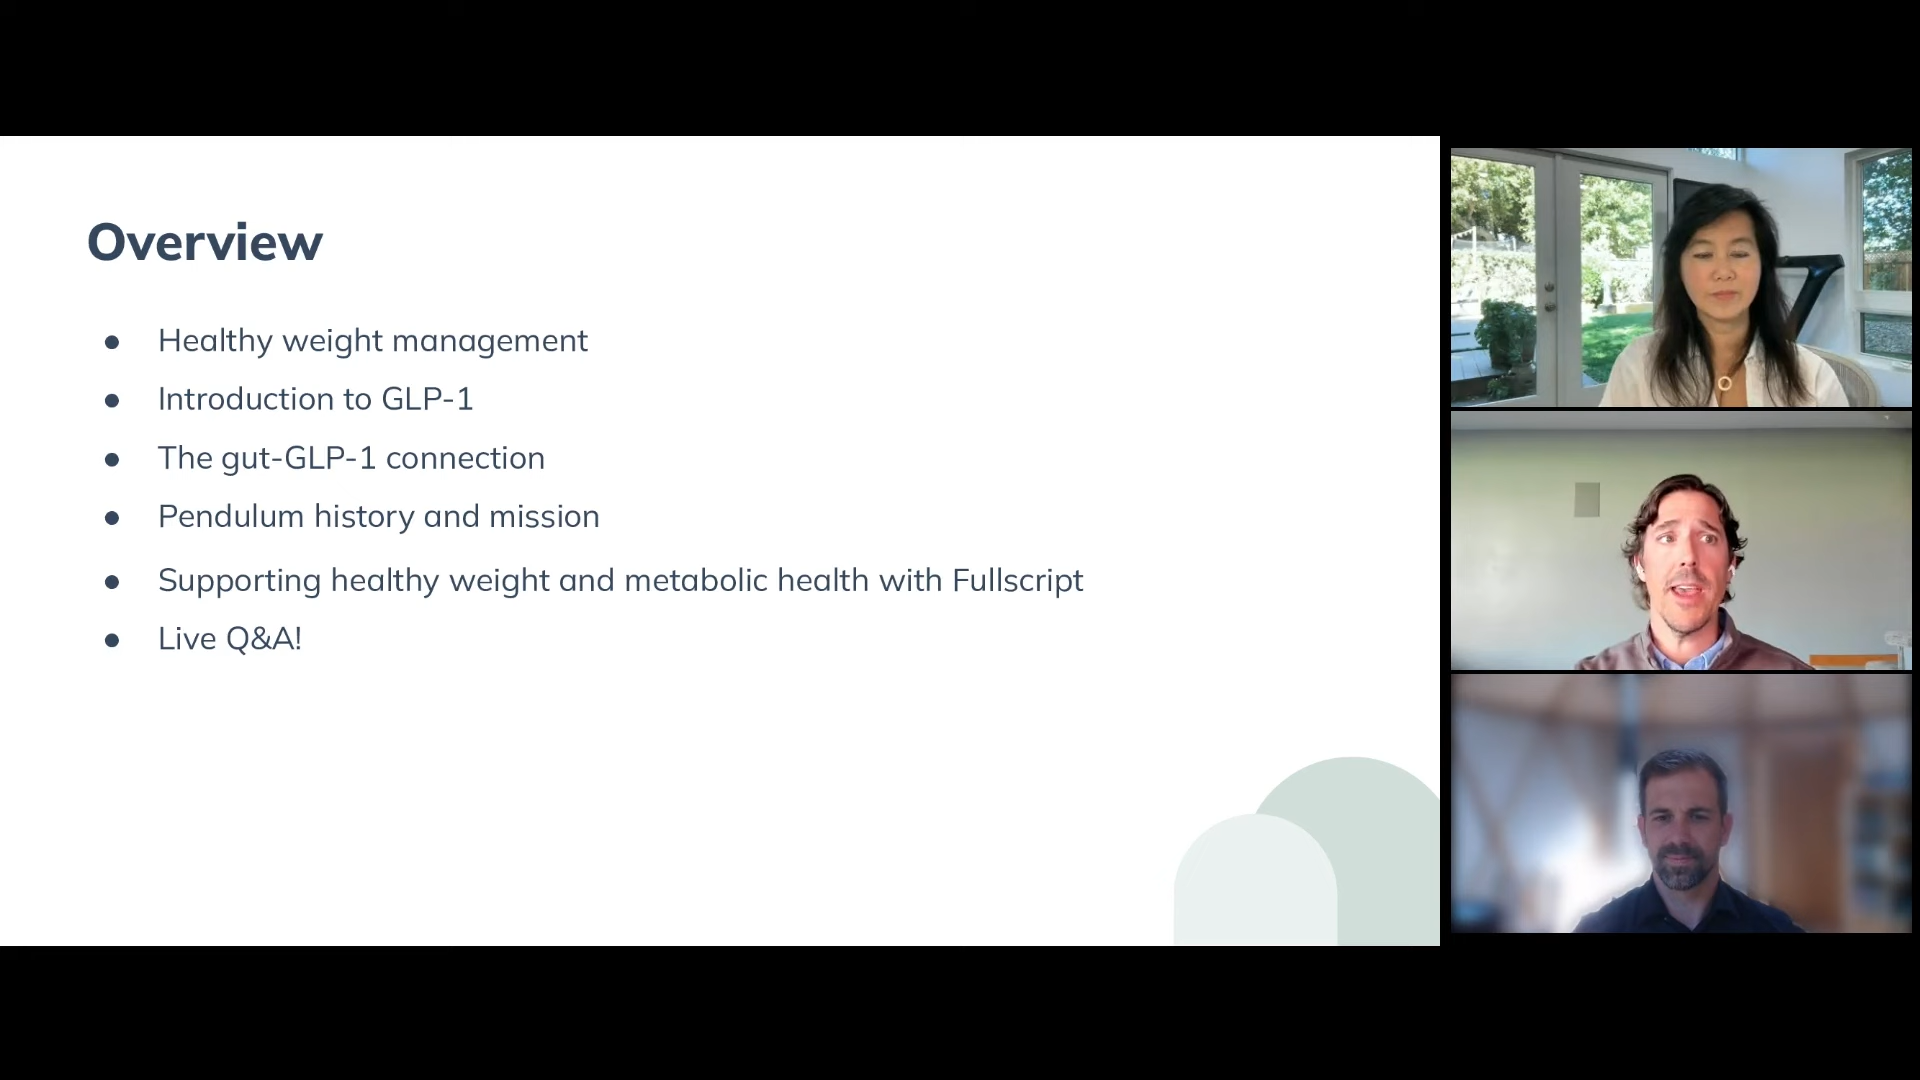 Overview
● Healthy weight management
● Introduction to GLP-1
● The gut-GLP-1 connection
● Pendulum history and mission
● Supporting healthy weight and metabolic health with Fullscript
● Live Q&A!